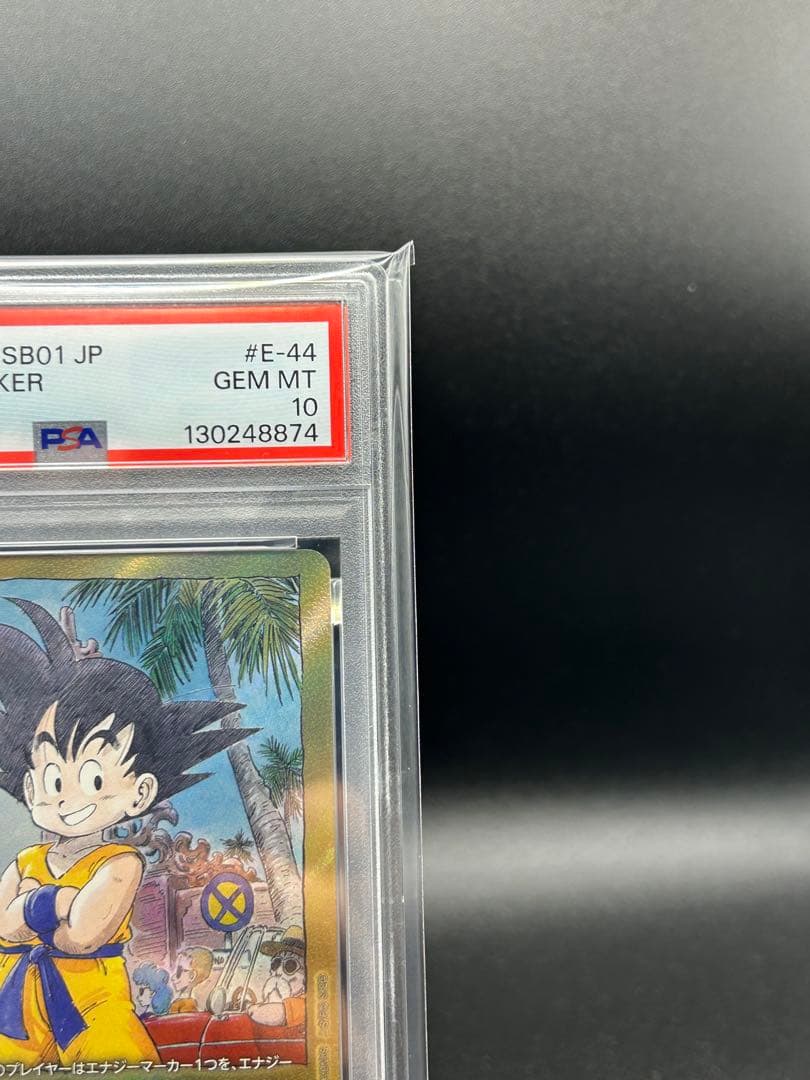 SB01 JP #E-44
KER GEM MT
10
PSA 130248874
プレイヤーはエナジーマーカー1つを、エナジー